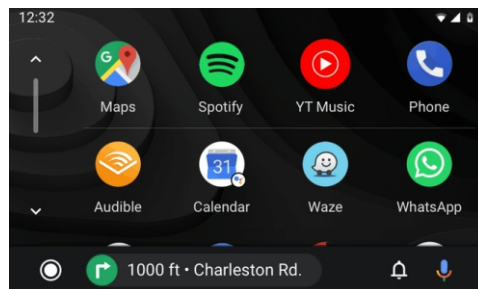 12:32
Maps Spotify YT Music Phone
31
Audible Calendar Waze WhatsApp
1000 ft • Charleston Rd.